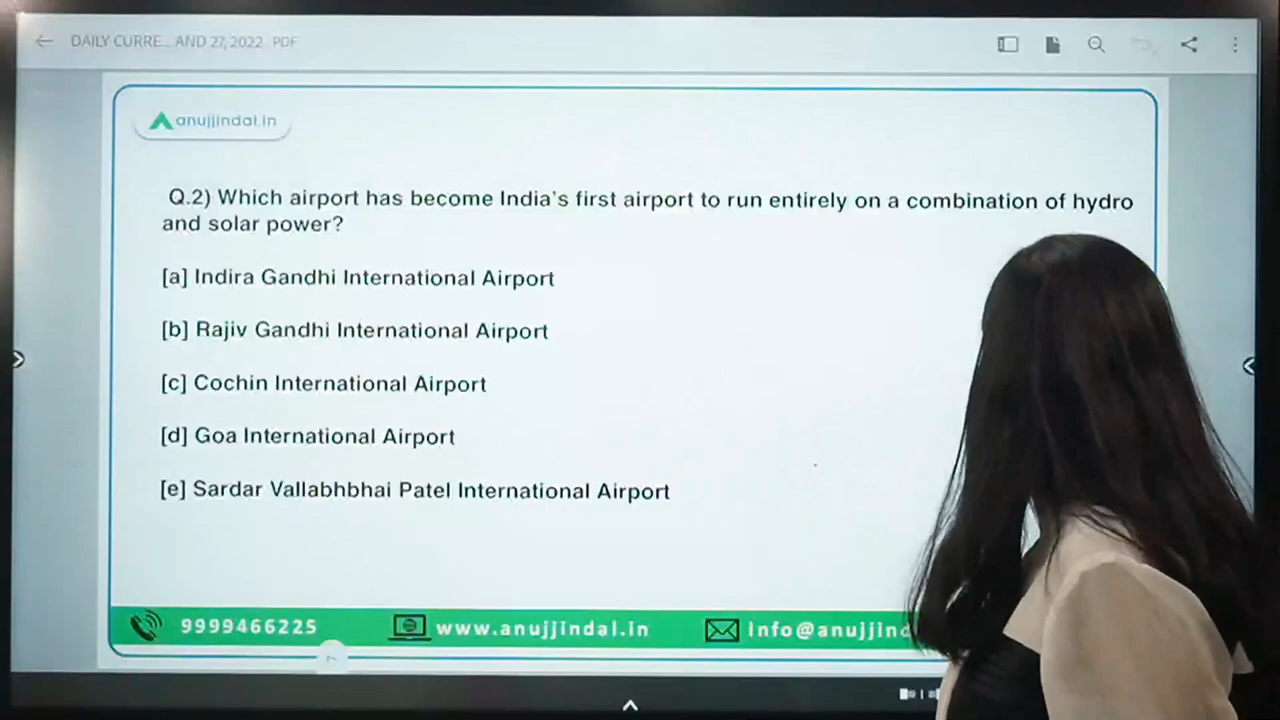 DAILY CURRE... AND 27, 2022 PDF
anujjindal.in
Q.2) Which airport has become India's first airport to run entirely on a combination of hydro
and solar power?
[a] Indira Gandhi International Airport
[b] Rajiv Gandhi International Airport
[c] Cochin International Airport
[d] Goa International Airport
[e] Sardar Vallabhbhai Patel International Airport
9999466225 www.anujjindal.in